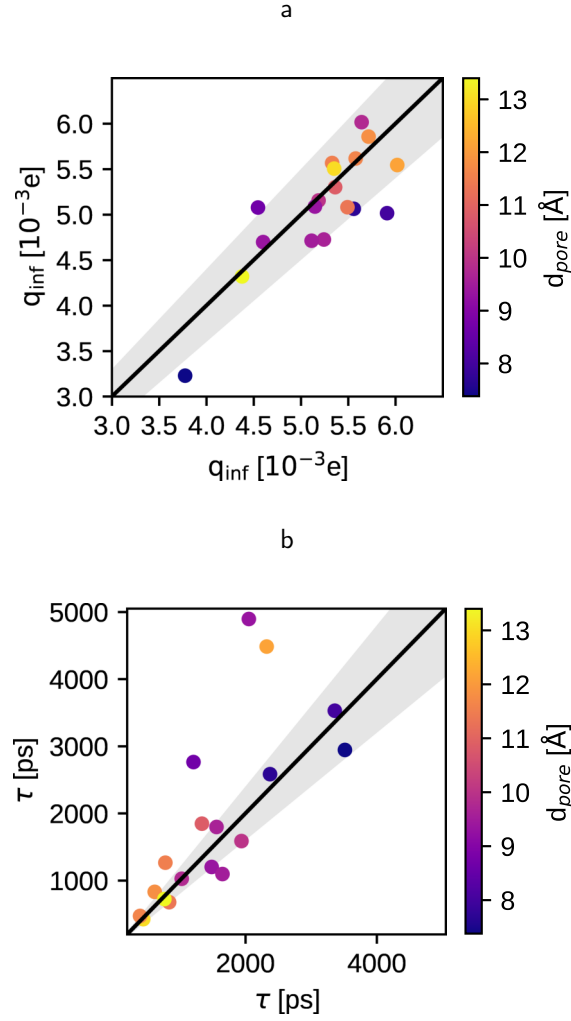 a
6.0
5.5
5.0
4.5
4.0
3.5
3.0
q_inf [10^−3e]
3.0 3.5 4.0 4.5 5.0 5.5 6.0
q_inf [10^−3e]
13
12
11
10
9
8
d_pore [Å]
b
5000
4000
3000
2000
1000
τ [ps]
2000 4000
τ [ps]
13
12
11
10
9
8
d_pore [Å]